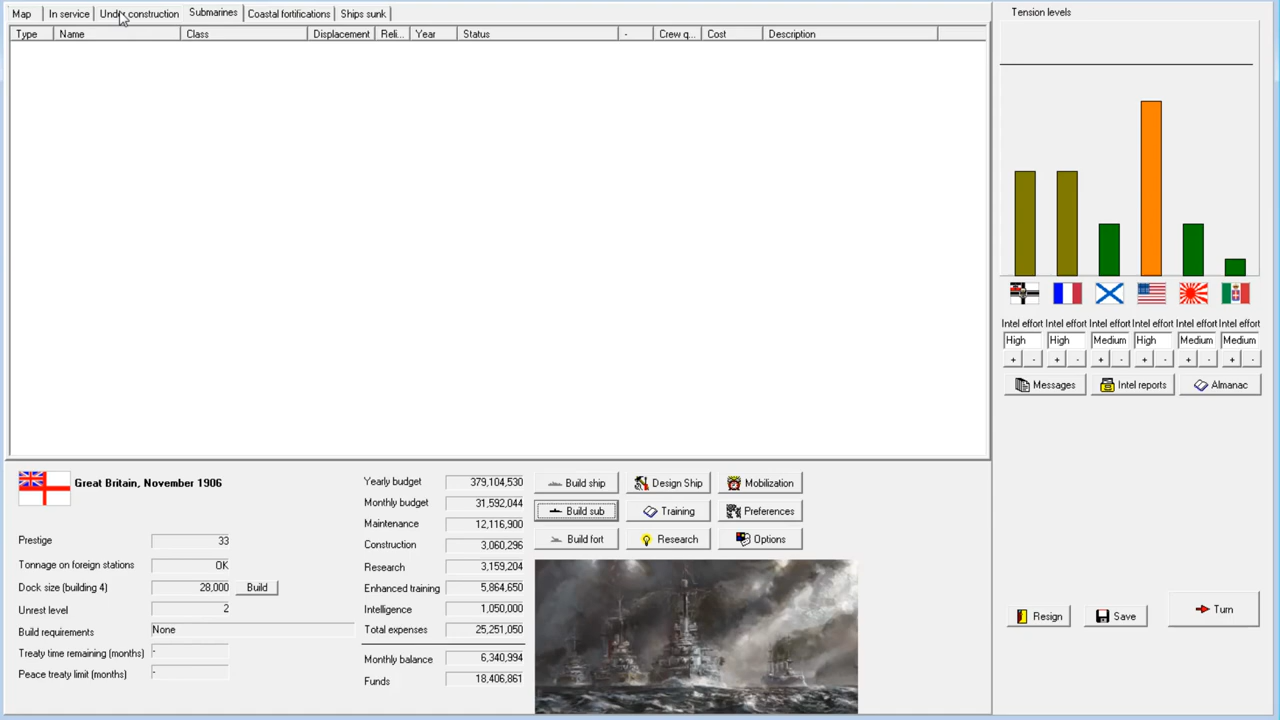 Map In service Under construction Submarines Coastal fortifications Ships sunk
Type Name Class Displacement Reli... Year Status - Crew q... Cost Description
Tension levels
Intel effort Intel effort Intel effort Intel effort Intel effort Intel effort
High High Medium High Medium Medium
+ - + - + - + - + - + -
Messages Intel reports Almanac
Great Britain, November 1906
Prestige 33
Tonnage on foreign stations OK
Dock size (building 4) 28,000 Build
Unrest level 2
Build requirements None
Treaty time remaining (months) -
Peace treaty limit (months) -
Yearly budget 379,104,530
Monthly budget 31,592,044
Maintenance 12,116,900
Construction 3,060,296
Research 3,159,204
Enhanced training 5,864,650
Intelligence 1,050,000
Total expenses 25,251,050
Monthly balance 6,340,994
Funds 18,406,861
Build ship Design Ship Mobilization
Build sub Training Preferences
Build fort Research Options
Resign Save Turn